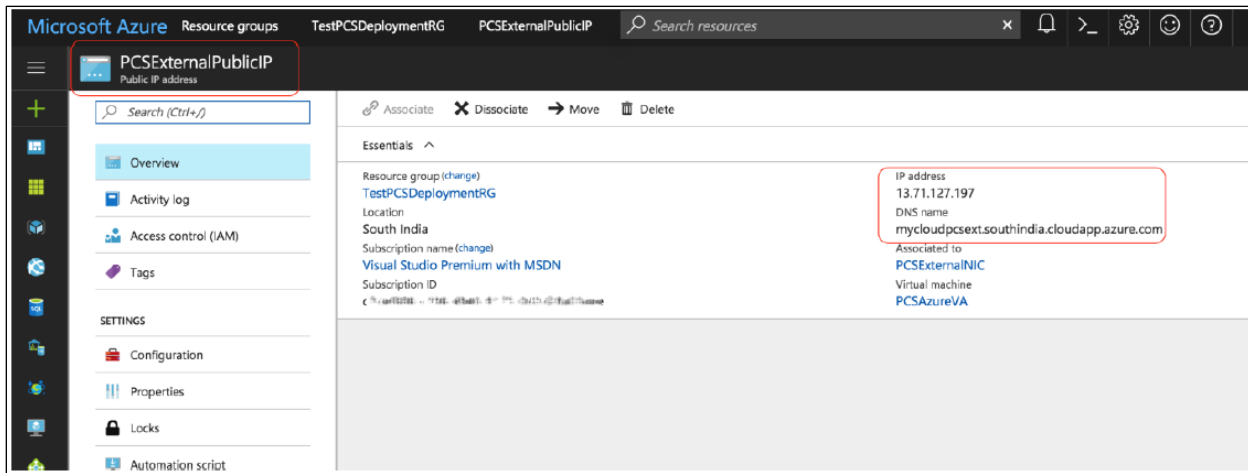 Microsoft Azure Resource groups TestPCSDeploymentRG PCSExternalPublicIP Search resources
PCSExternalPublicIP
Public IP address
Search (Ctrl+/)
Overview
Activity log
Access control (IAM)
Tags
SETTINGS
Configuration
Properties
Locks
Automation script
Associate Dissociate Move Delete
Essentials
Resource group (change)
TestPCSDeploymentRG
Location
South India
Subscription name (change)
Visual Studio Premium with MSDN
Subscription ID
IP address
13.71.127.197
DNS name
mycloudpcsext.southindia.cloudapp.azure.com
Associated to
PCSExternalNIC
Virtual machine
PCSAzureVA